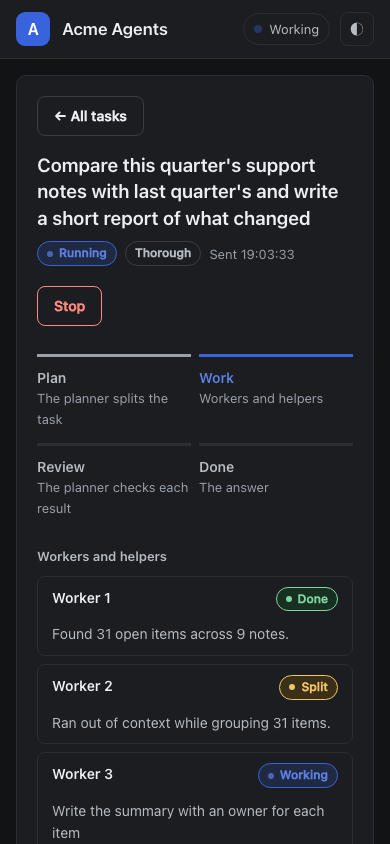 A Acme Agents Working
← All tasks
Compare this quarter's support
notes with last quarter's and write
a short report of what changed
Running Thorough Sent 19:03:33
Stop
Plan
The planner splits the
task
Work
Workers and helpers
Review
The planner checks each
result
Done
The answer
Workers and helpers
Worker 1 Done
Found 31 open items across 9 notes.
Worker 2 Split
Ran out of context while grouping 31 items.
Worker 3 Working
Write the summary with an owner for each
item